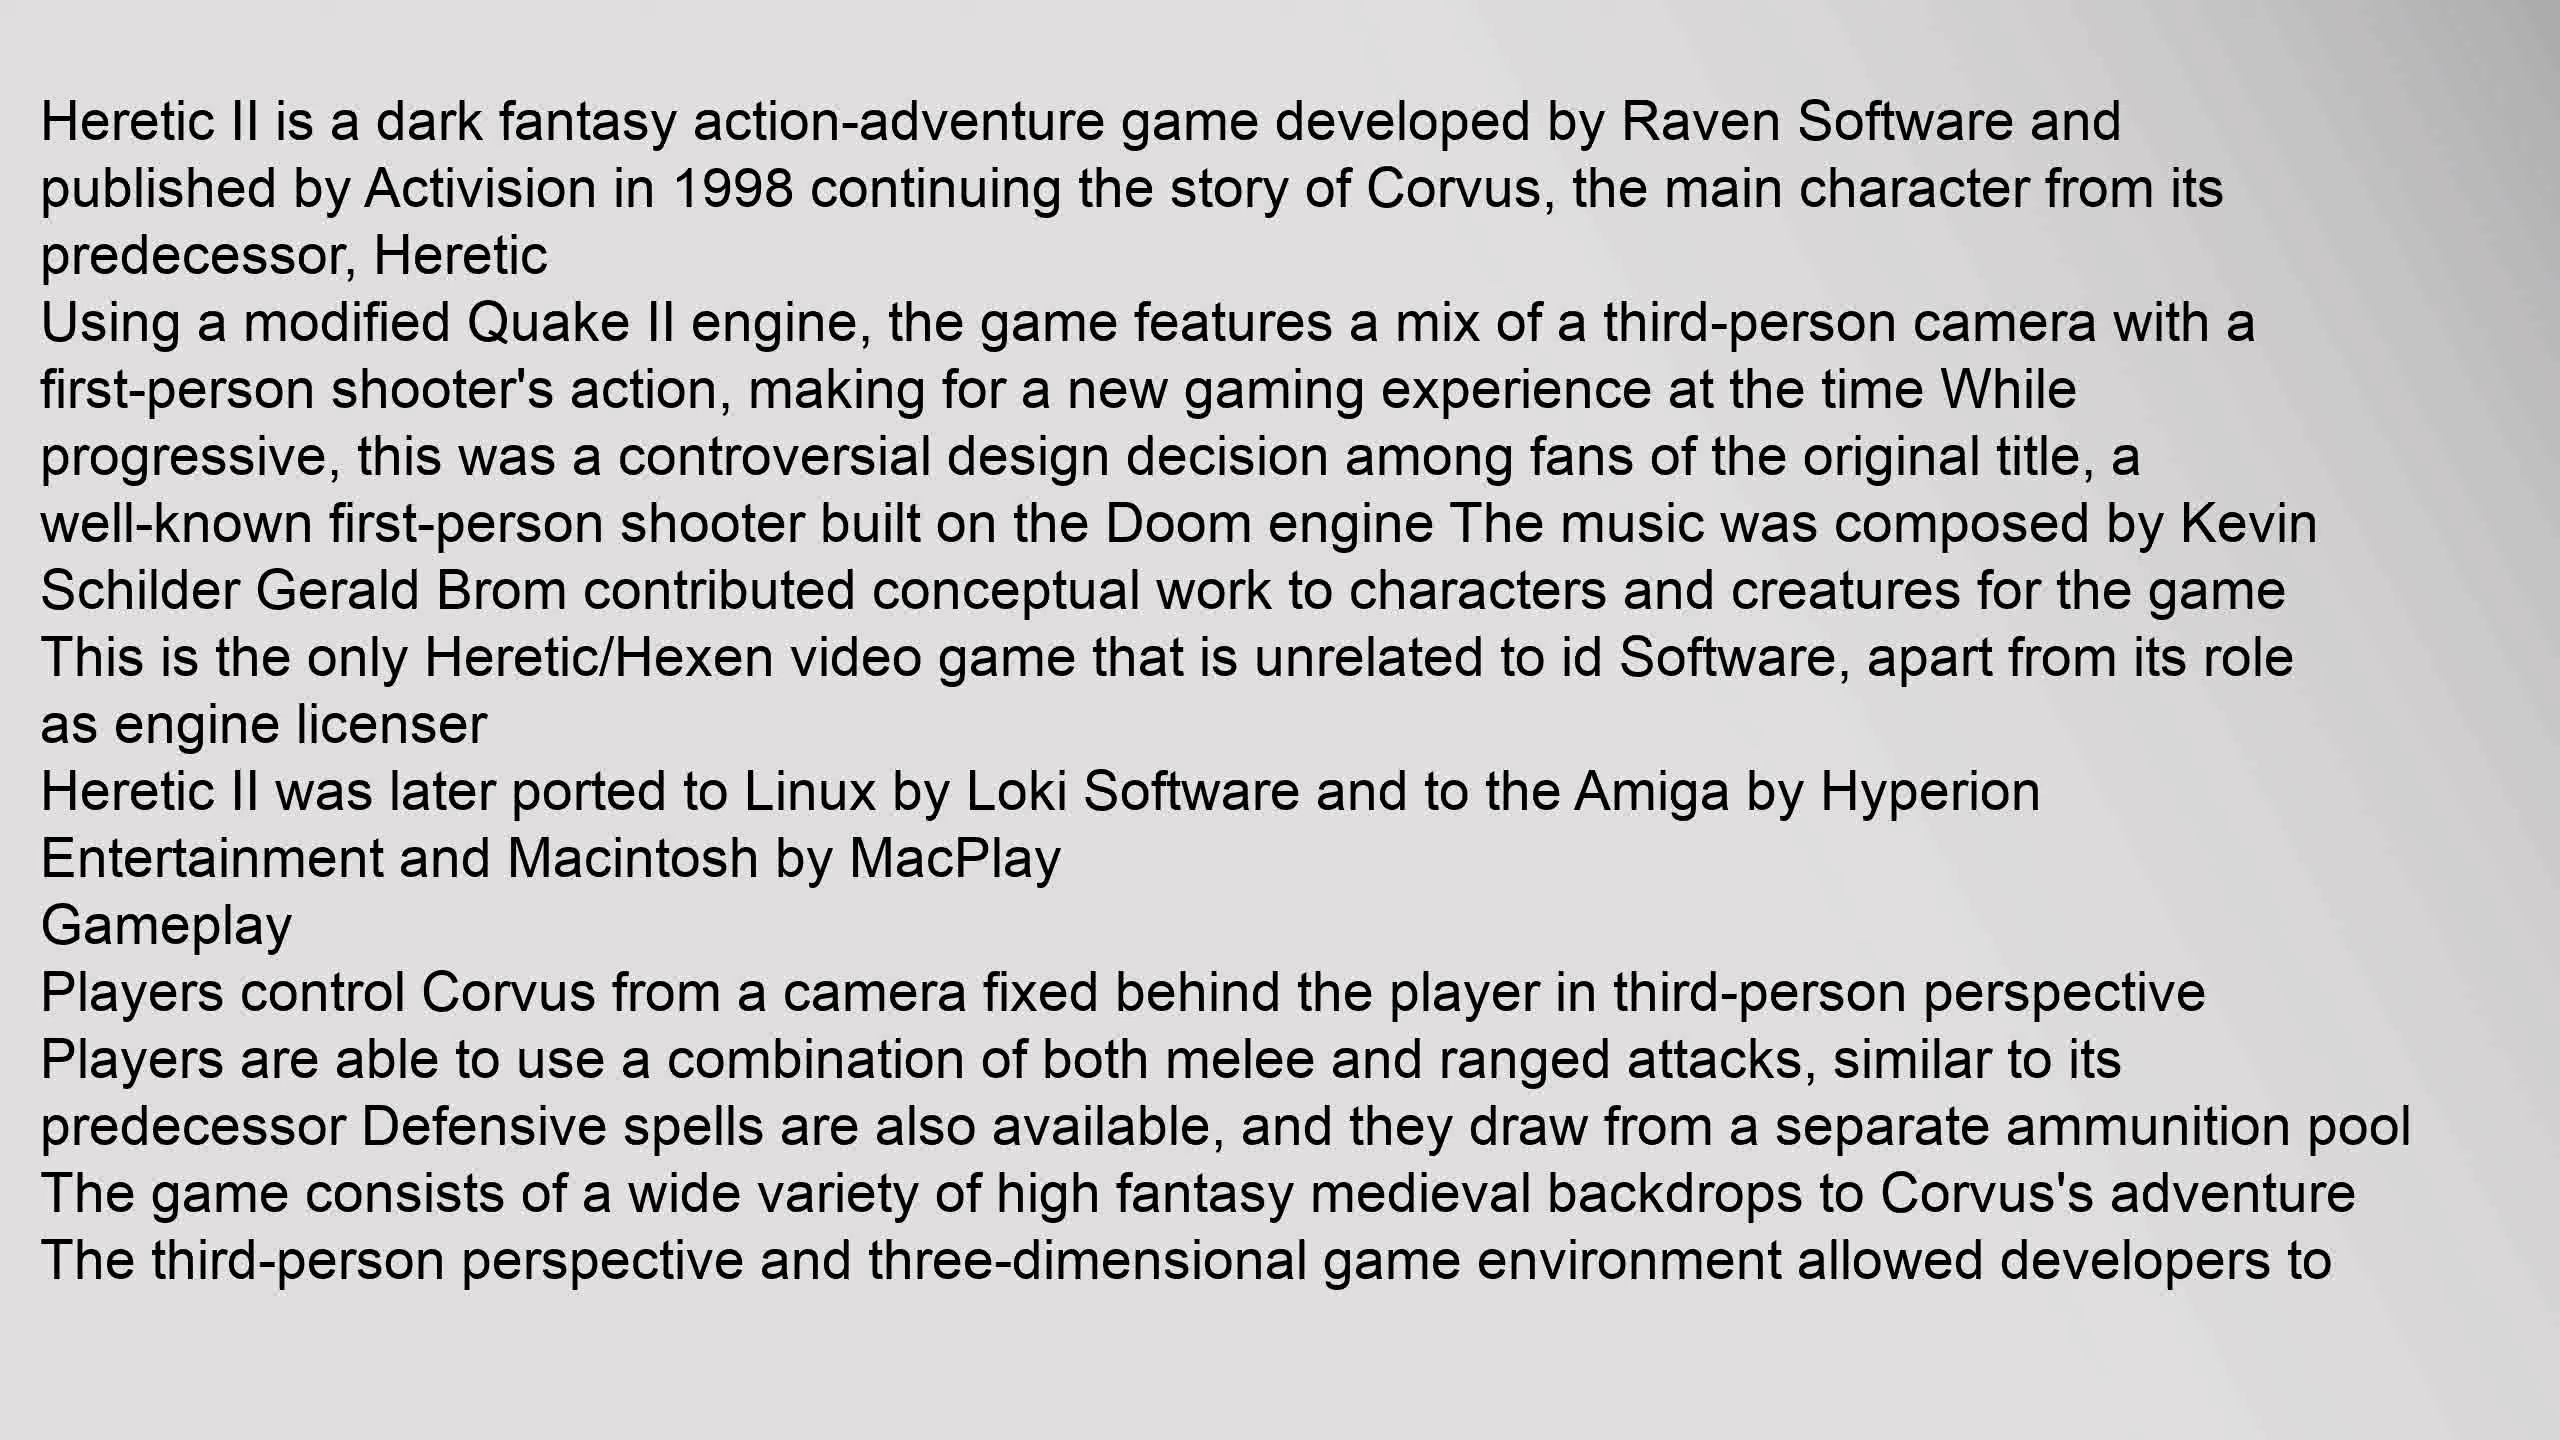 Heretic II is a dark fantasy action-adventure game developed by Raven Software and
published by Activision in 1998 continuing the story of Corvus, the main character from its
predecessor, Heretic
Using a modified Quake II engine, the game features a mix of a third-person camera with a
first-person shooter's action, making for a new gaming experience at the time While
progressive, this was a controversial design decision among fans of the original title, a
well-known first-person shooter built on the Doom engine The music was composed by Kevin
Schilder Gerald Brom contributed conceptual work to characters and creatures for the game
This is the only Heretic/Hexen video game that is unrelated to id Software, apart from its role
as engine licenser
Heretic II was later ported to Linux by Loki Software and to the Amiga by Hyperion
Entertainment and Macintosh by MacPlay
Gameplay
Players control Corvus from a camera fixed behind the player in third-person perspective
Players are able to use a combination of both melee and ranged attacks, similar to its
predecessor Defensive spells are also available, and they draw from a separate ammunition pool
The game consists of a wide variety of high fantasy medieval backdrops to Corvus's adventure
The third-person perspective and three-dimensional game environment allowed developers to